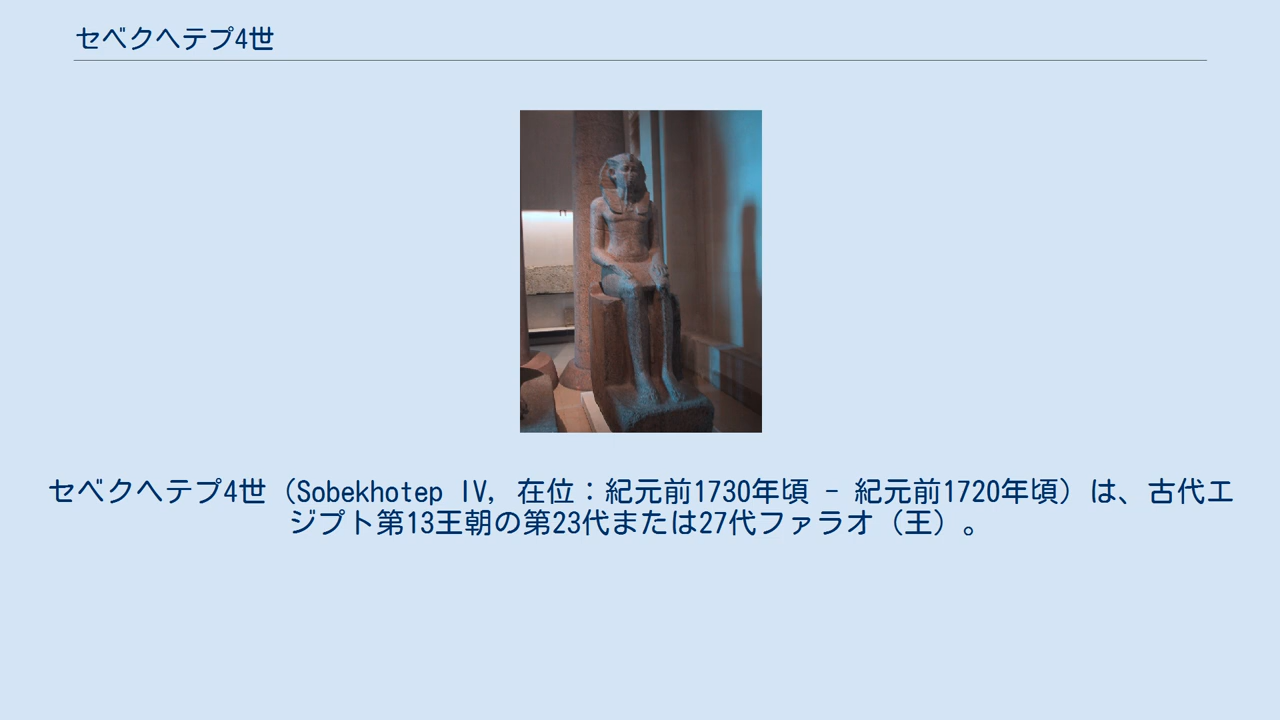 セベクヘテプ4世
セベクヘテプ4世（Sobekhotep IV, 在位：紀元前1730年頃 - 紀元前1720年頃）は、古代エ
ジプト第13王朝の第23代または27代ファラオ（王）。